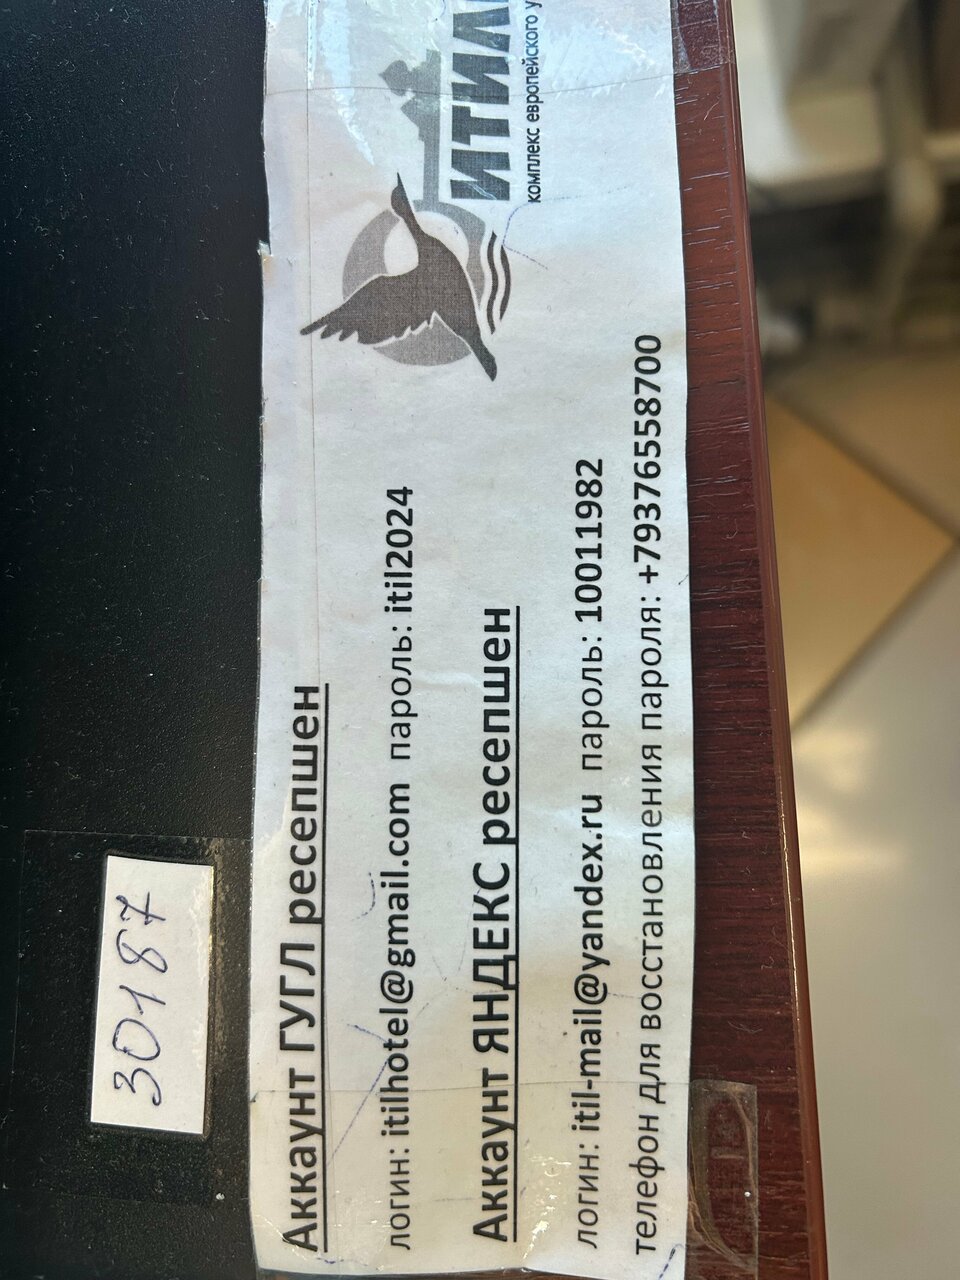 ИТИЛ
комплекс европейского
Аккаунт ГУГЛ ресепшен
логин: itilhotel@gmail.com пароль: itil2024
Аккаунт ЯНДЕКС ресепшен
логин: itil-mail@yandex.ru пароль: 10011982
телефон для восстановления пароля: +79376558700
30187